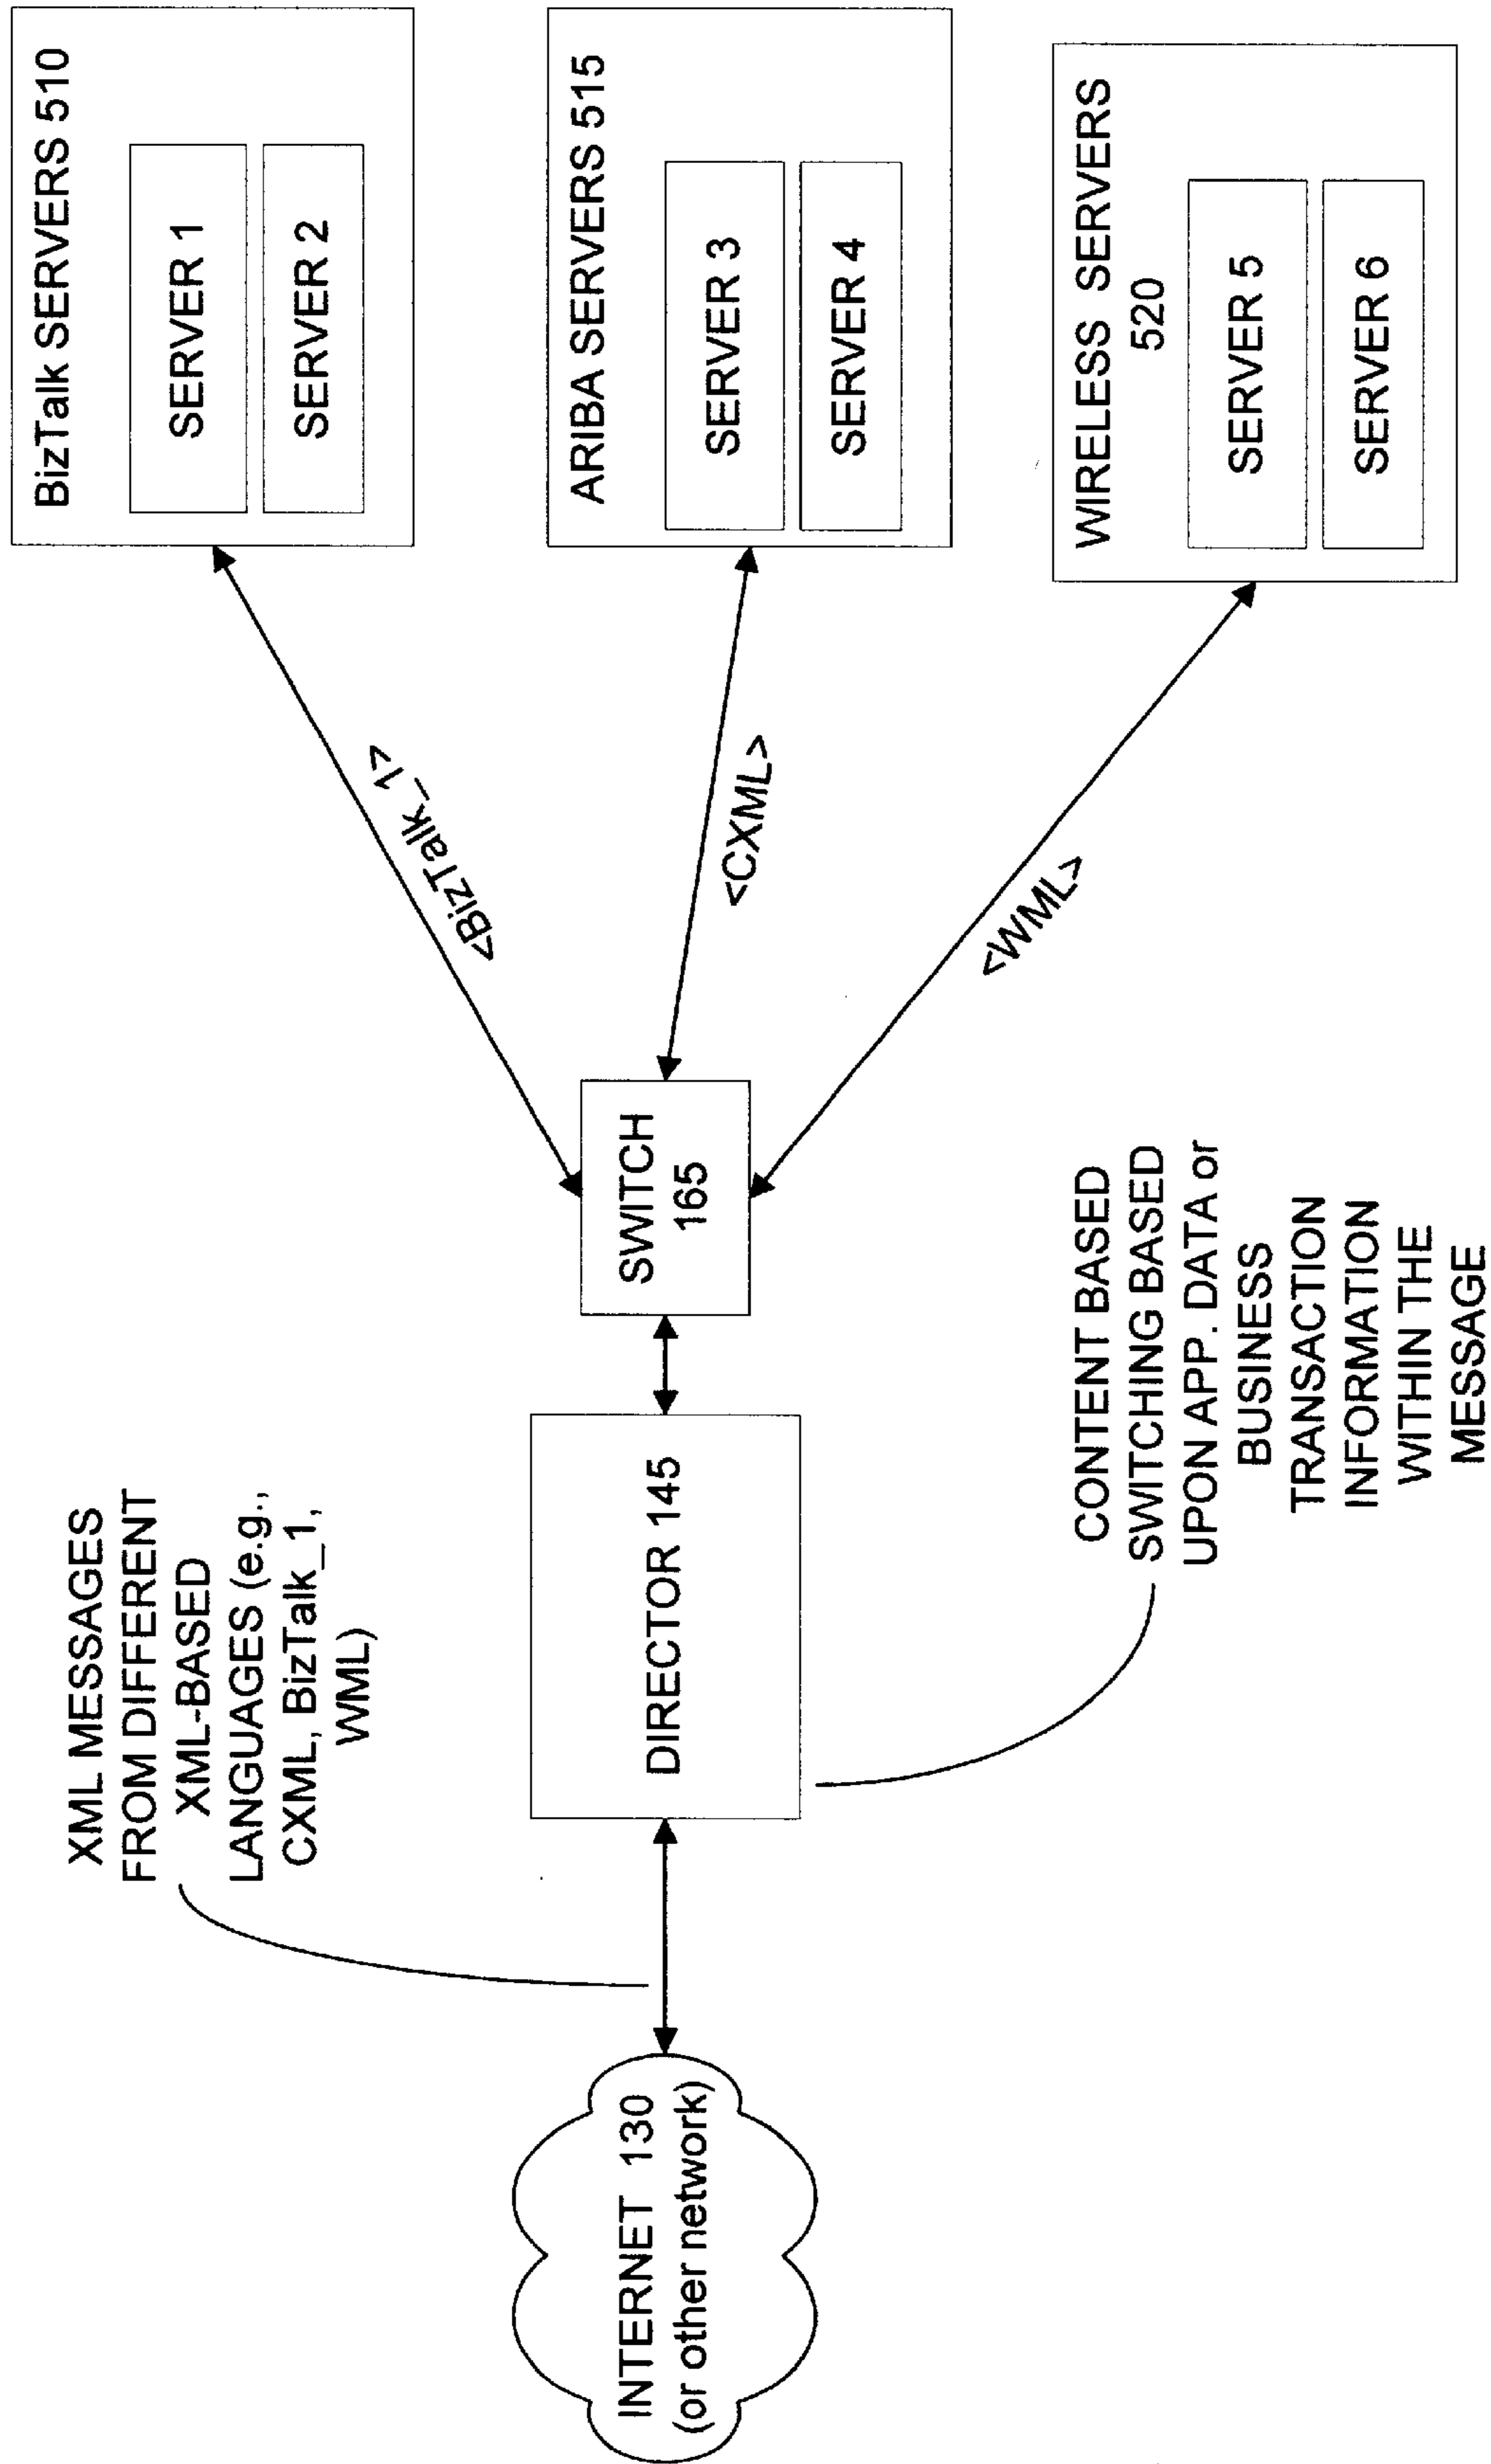 XML MESSAGES
FROM DIFFERENT
XML-BASED
LANGUAGES (e.g.,
CXML, BizTalk_1,
WML)
INTERNET 130
(or other network)
DIRECTOR 145
SWITCH
165
CONTENT BASED
SWITCHING BASED
UPON APP. DATA or
BUSINESS
TRANSACTION
INFORMATION
WITHIN THE
MESSAGE
<BizTalk_1>
<CXML>
<WML>
BizTalk SERVERS 510
SERVER 1
SERVER 2
ARIBA SERVERS 515
SERVER 3
SERVER 4
WIRELESS SERVERS
520
SERVER 5
SERVER 6